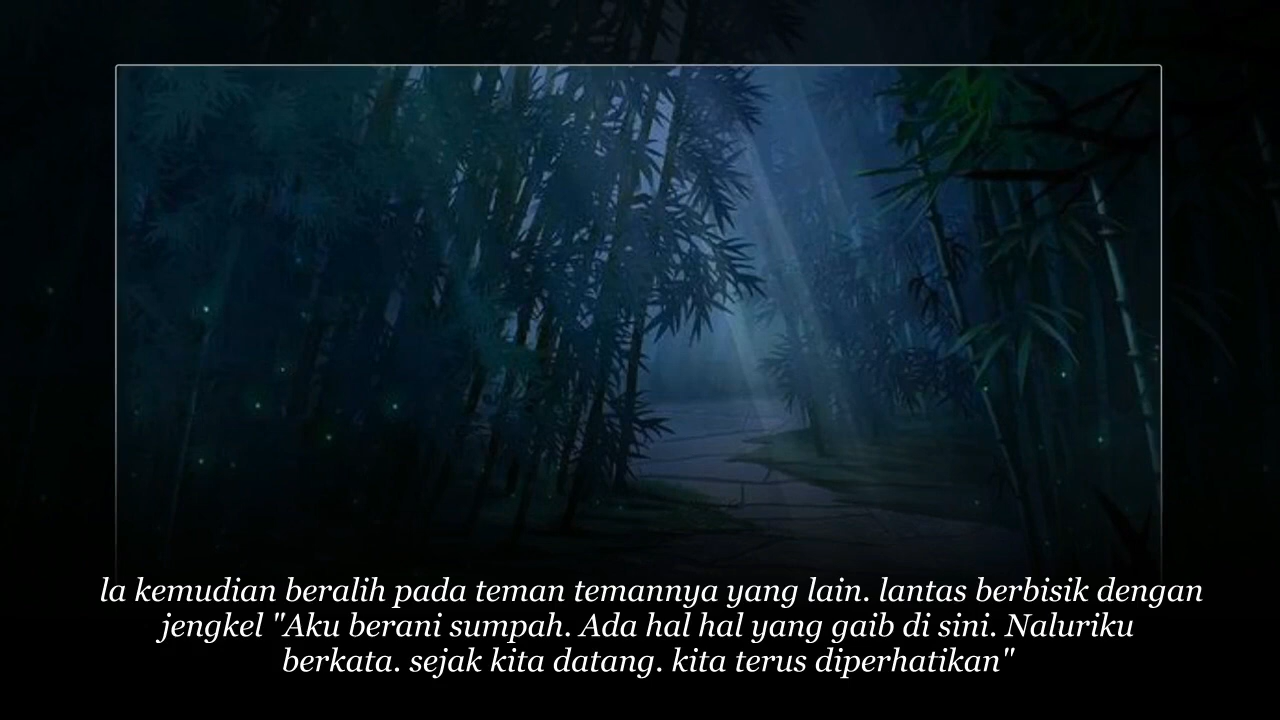 la kemudian beralih pada teman temannya yang lain. lantas berbisik dengan
jengkel "Aku berani sumpah. Ada hal hal yang gaib di sini. Naluriku
berkata. sejak kita datang. kita terus diperhatikan"